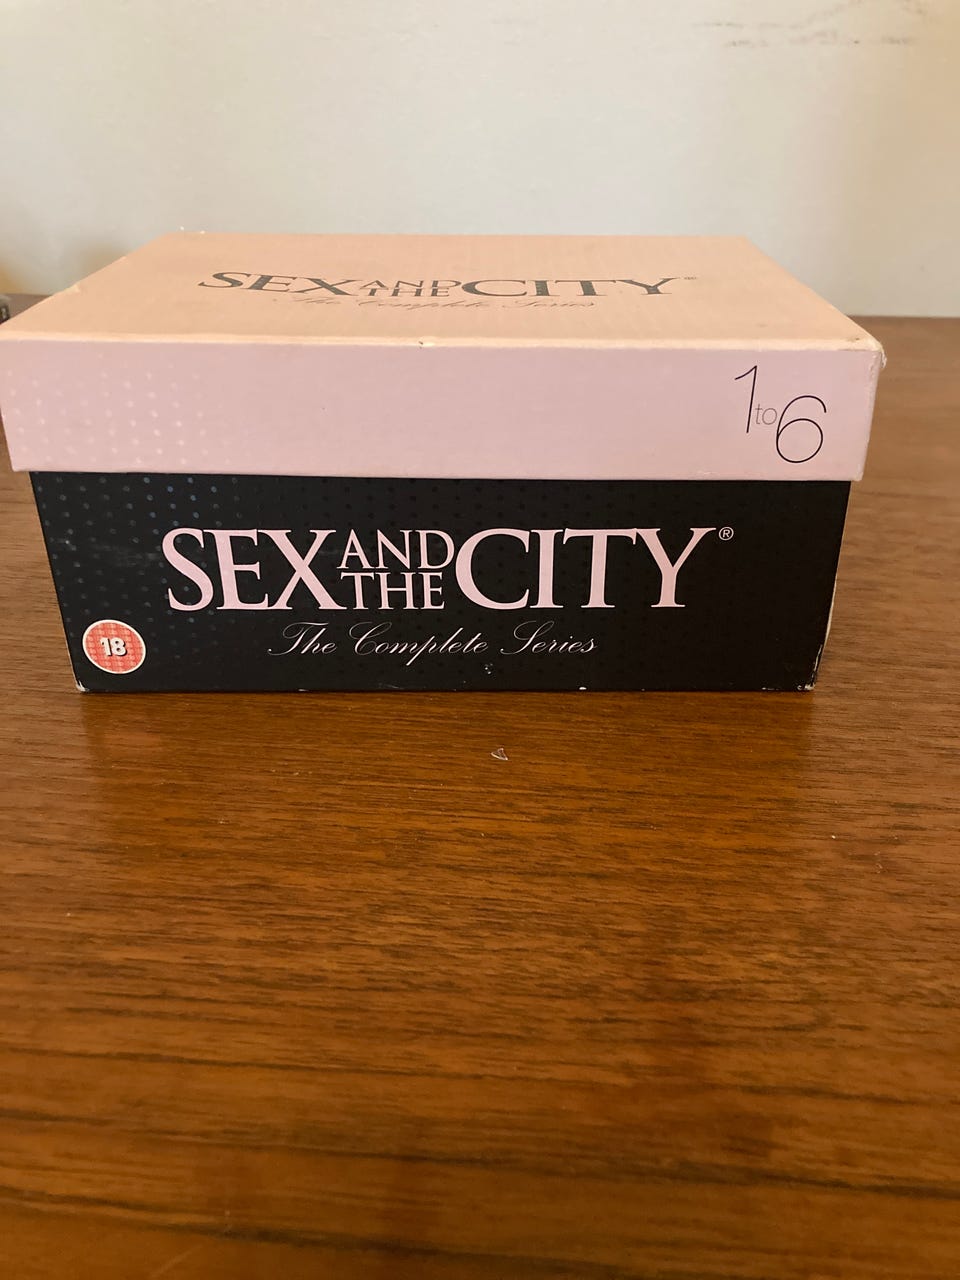 SEX AND THE CITY®
The Complete Series
1 to 6
SEX AND THE CITY®
The Complete Series
18